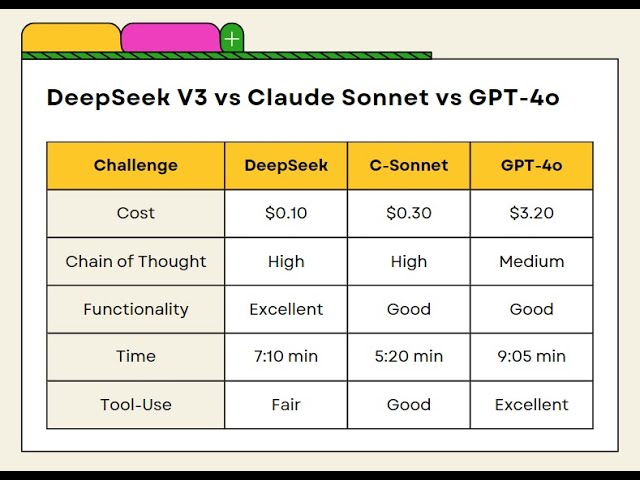 DeepSeek V3 vs Claude Sonnet vs GPT-4o
Challenge DeepSeek C-Sonnet GPT-4o
Cost $0.10 $0.30 $3.20
Chain of Thought High High Medium
Functionality Excellent Good Good
Time 7:10 min 5:20 min 9:05 min
Tool-Use Fair Good Excellent